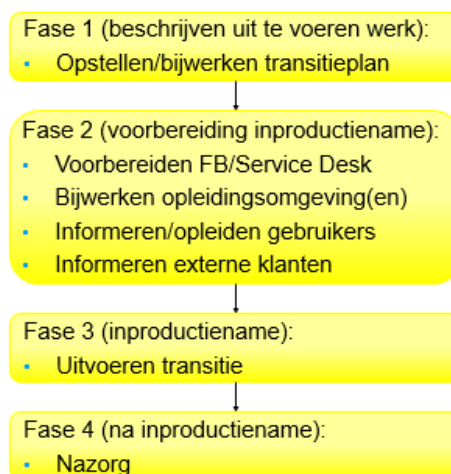 Fase 1 (beschrijven uit te voeren werk):
• Opstellen/bijwerken transitieplan
Fase 2 (voorbereiding inproductiename):
• Voorbereiden FB/Service Desk
• Bijwerken opleidingsomgeving(en)
• Informeren/opleiden gebruikers
• Informeren externe klanten
Fase 3 (inproductiename):
• Uitvoeren transitie
Fase 4 (na inproductiename):
• Nazorg